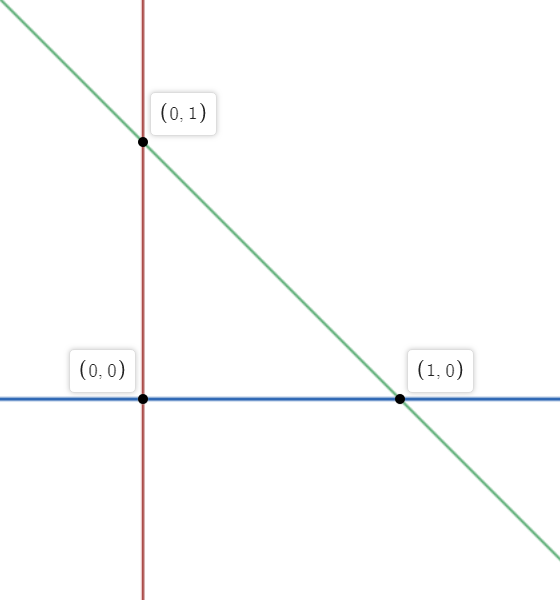 (0, 1)
(0, 0)
(1, 0)